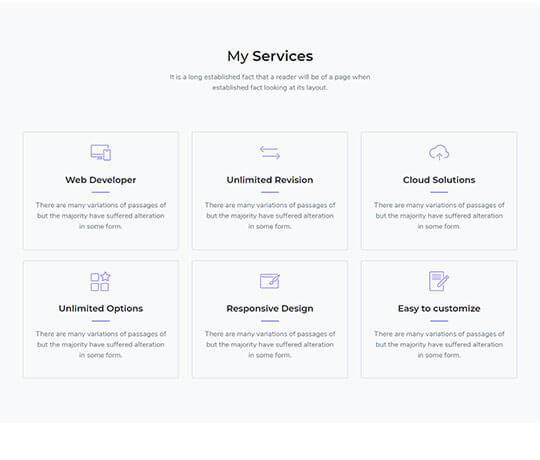 My Services
It is a long established fact that a reader will be of a page when
established fact looking at its layout.
Web Developer
There are many variations of passages of
but the majority have suffered alteration
in some form.
Unlimited Revision
There are many variations of passages of
but the majority have suffered alteration
in some form.
Cloud Solutions
There are many variations of passages of
but the majority have suffered alteration
in some form.
Unlimited Options
There are many variations of passages of
but the majority have suffered alteration
in some form.
Responsive Design
There are many variations of passages of
but the majority have suffered alteration
in some form.
Easy to customize
There are many variations of passages of
but the majority have suffered alteration
in some form.